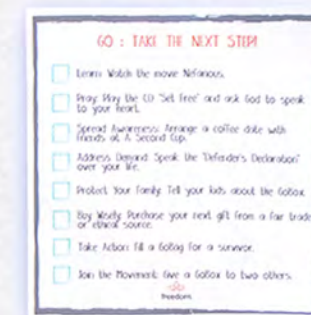 GO : TAKE THE NEXT STEP!
Learn: Watch the movie Nefarious.
Pray: Play the CD "Set Free" and ask God to speak
to your heart.
Spread Awareness: Arrange a coffee date with
friends at A Second Cup.
Address Demand: Speak the "Defender's Declaration"
over your life.
Protect Your Family: Tell your kids about the GoBox.
Buy Wisely: Purchase your next gift from a fair trade
or ethical source.
Take Action: Fill a GoBag for a survivor.
Join the Movement: Give a GoBox to two others.
freedom